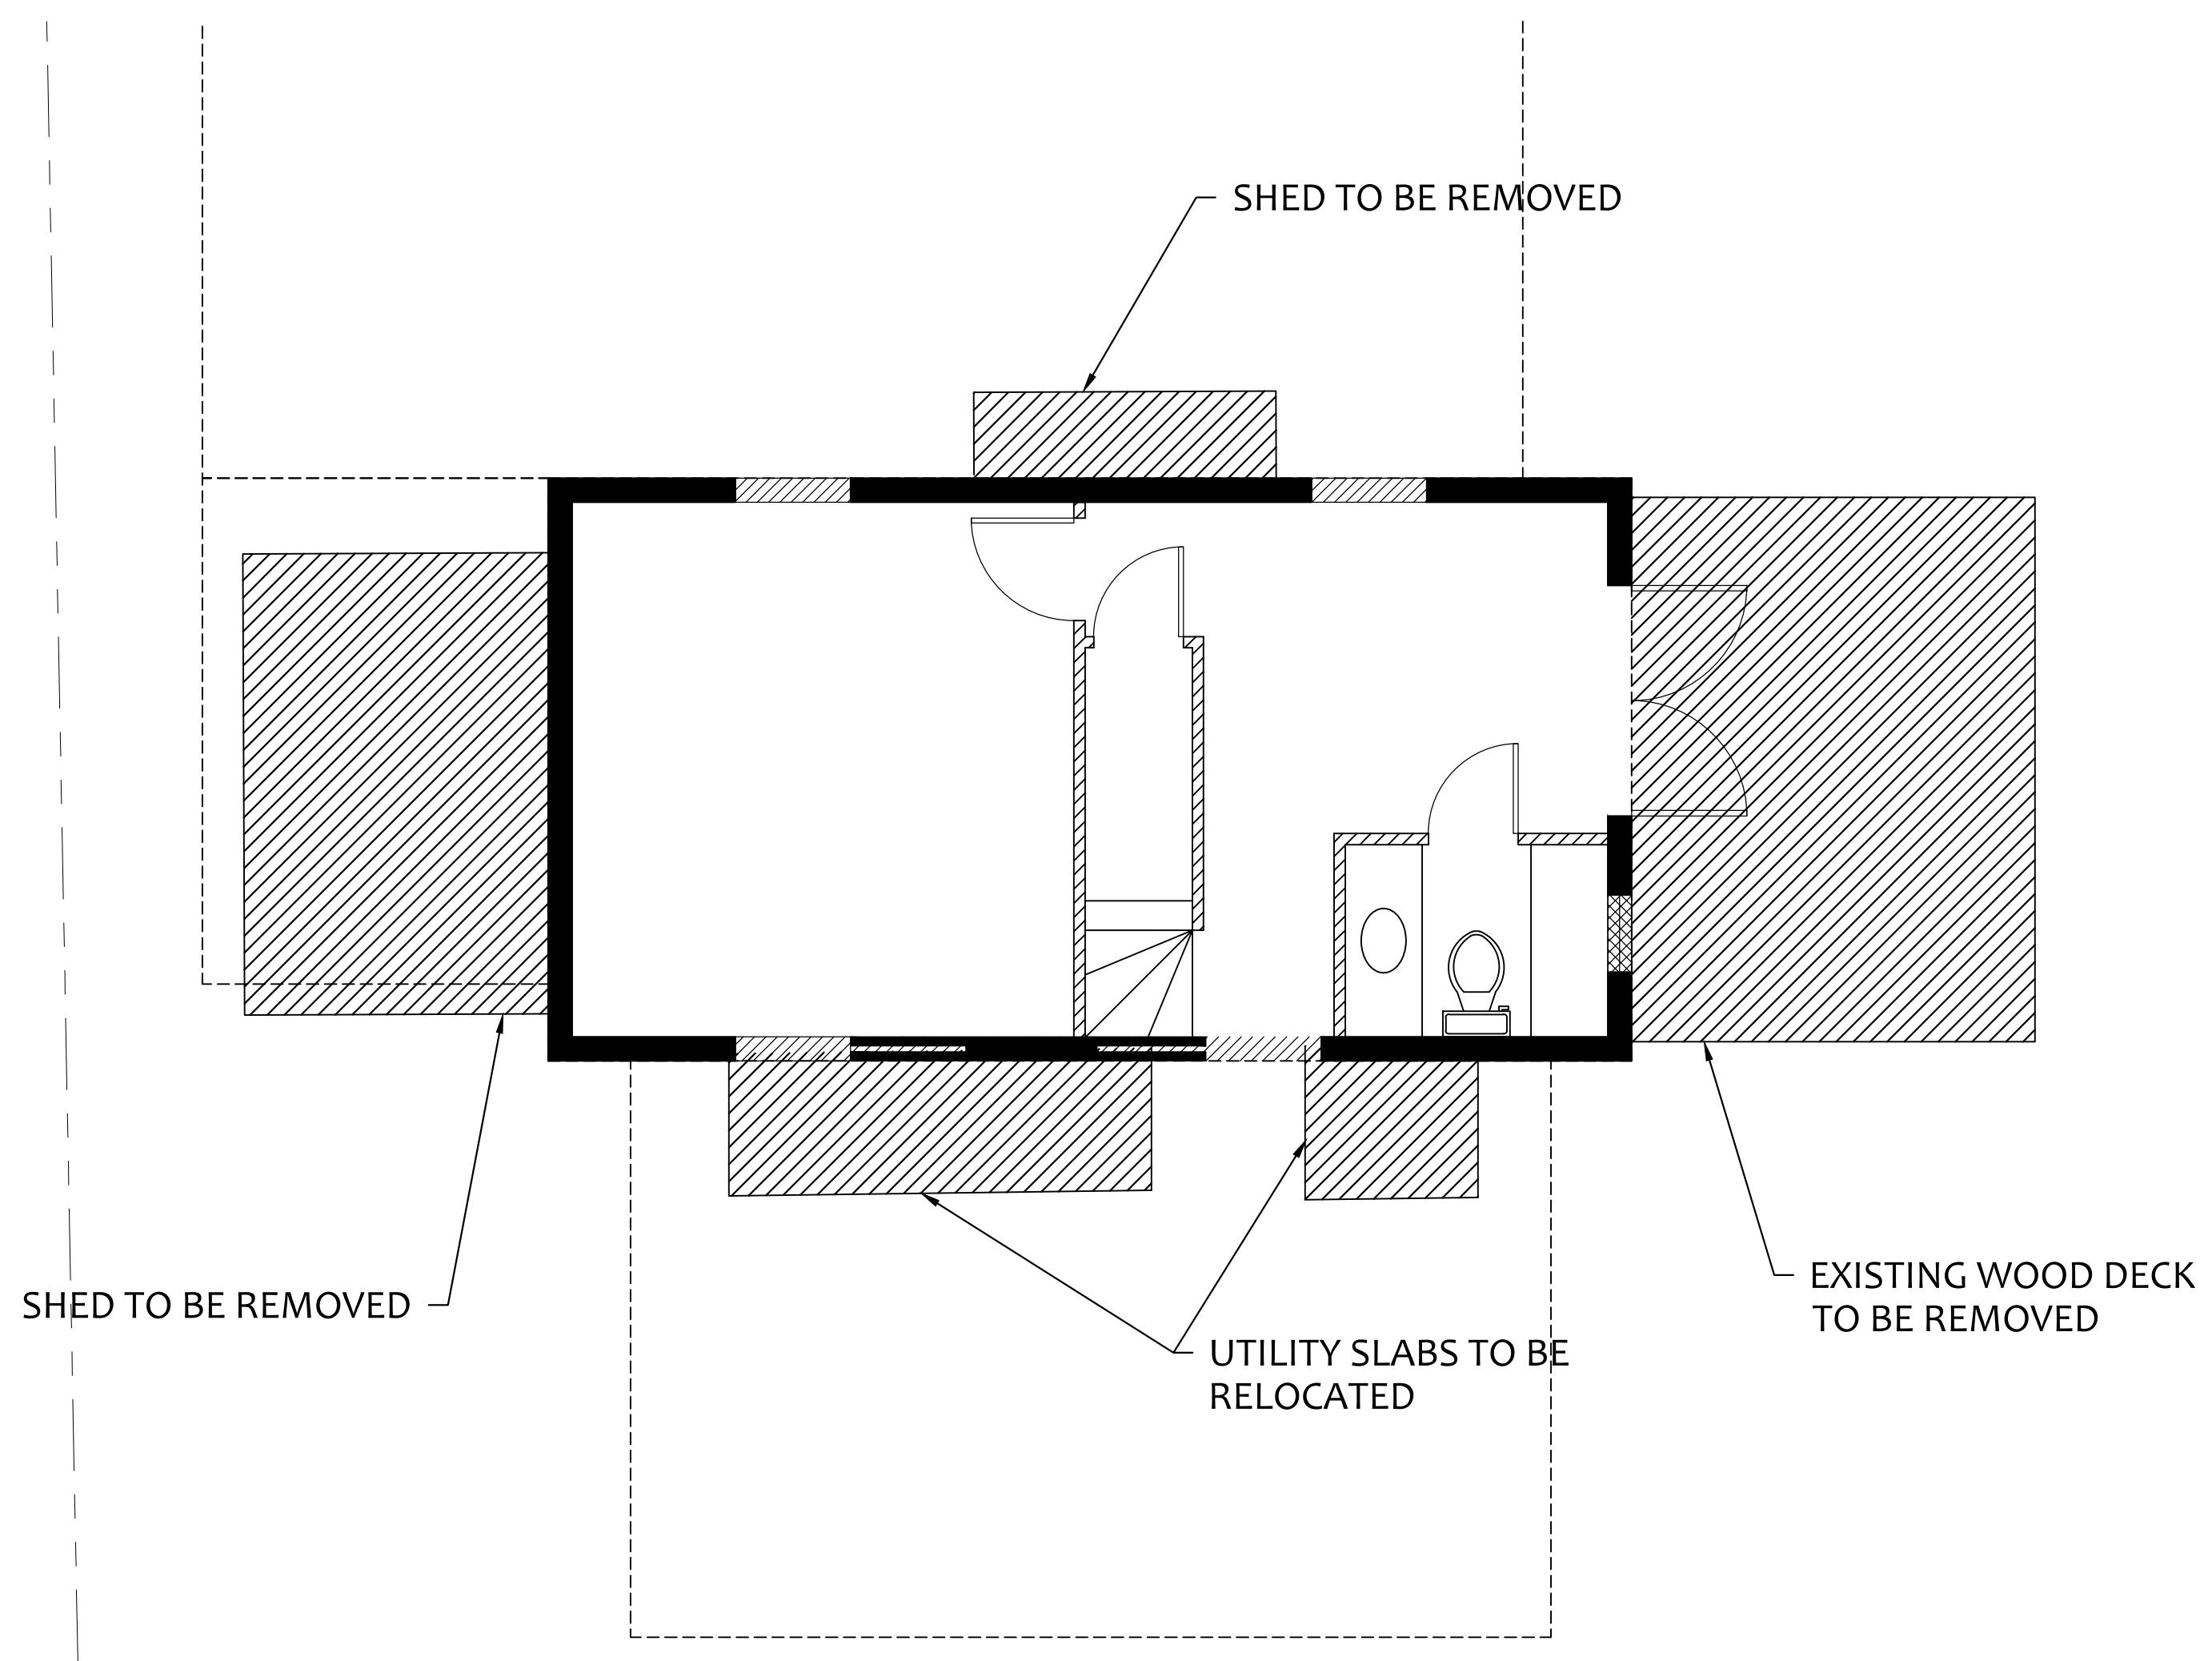 SHED TO BE REMOVED
SHED TO BE REMOVED
EXISTING WOOD DECK
TO BE REMOVED
UTILITY SLABS TO BE
RELOCATED